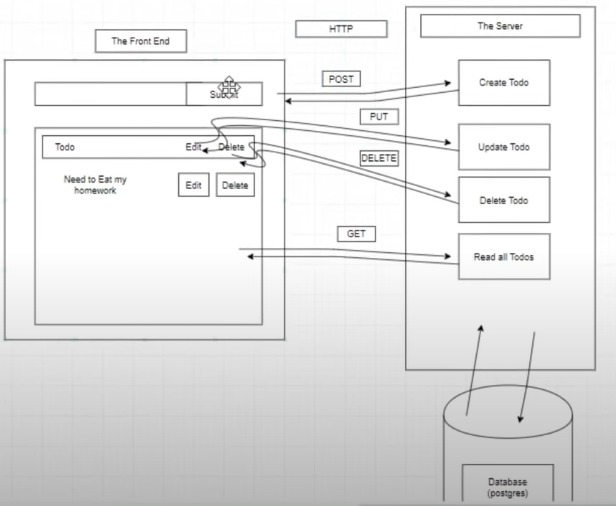 The Front End
HTTP
The Server
Submit
POST
Create Todo
PUT
Todo
Edit
Delete
Update Todo
DELETE
Need to Eat my
homework
Edit
Delete
Delete Todo
GET
Read all Todos
Database
(postgres)